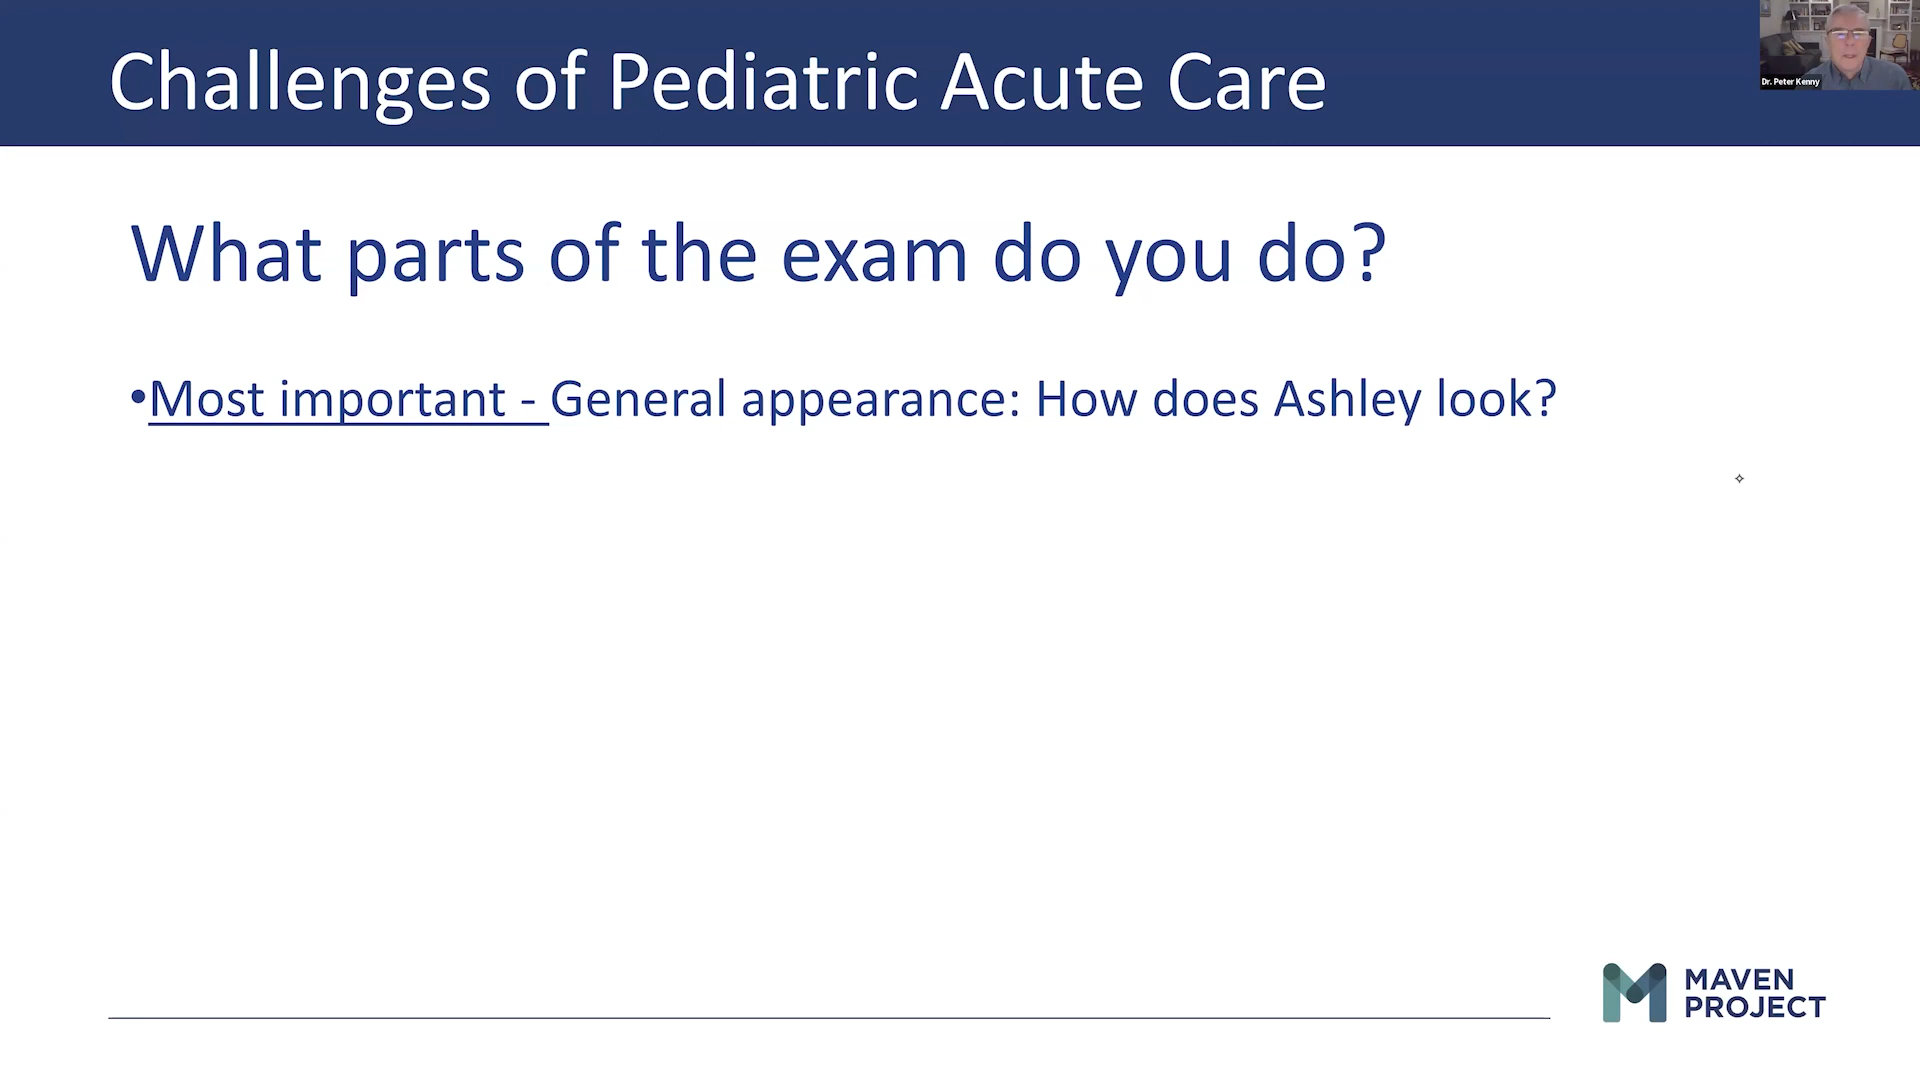 Challenges of Pediatric Acute Care
Dr. Peter Kenny
What parts of the exam do you do?
•Most important - General appearance: How does Ashley look?
MAVEN
PROJECT